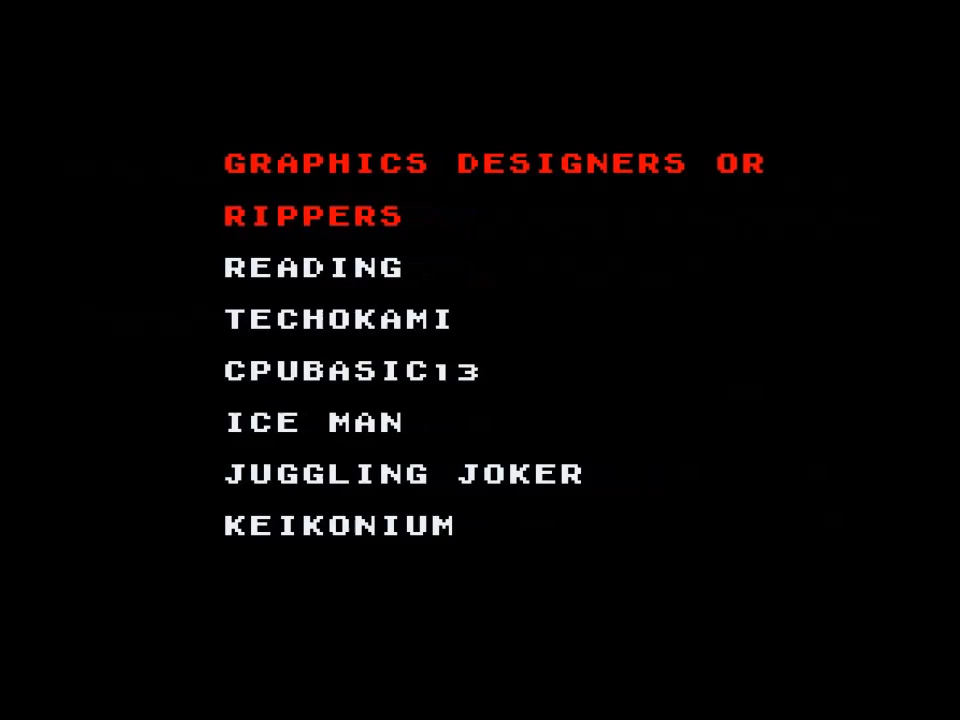 GRAPHICS DESIGNERS OR
RIPPERS
READING
TECHOKAMI
CPUBASIC13
ICE MAN
JUGGLING JOKER
KEIKONIUM